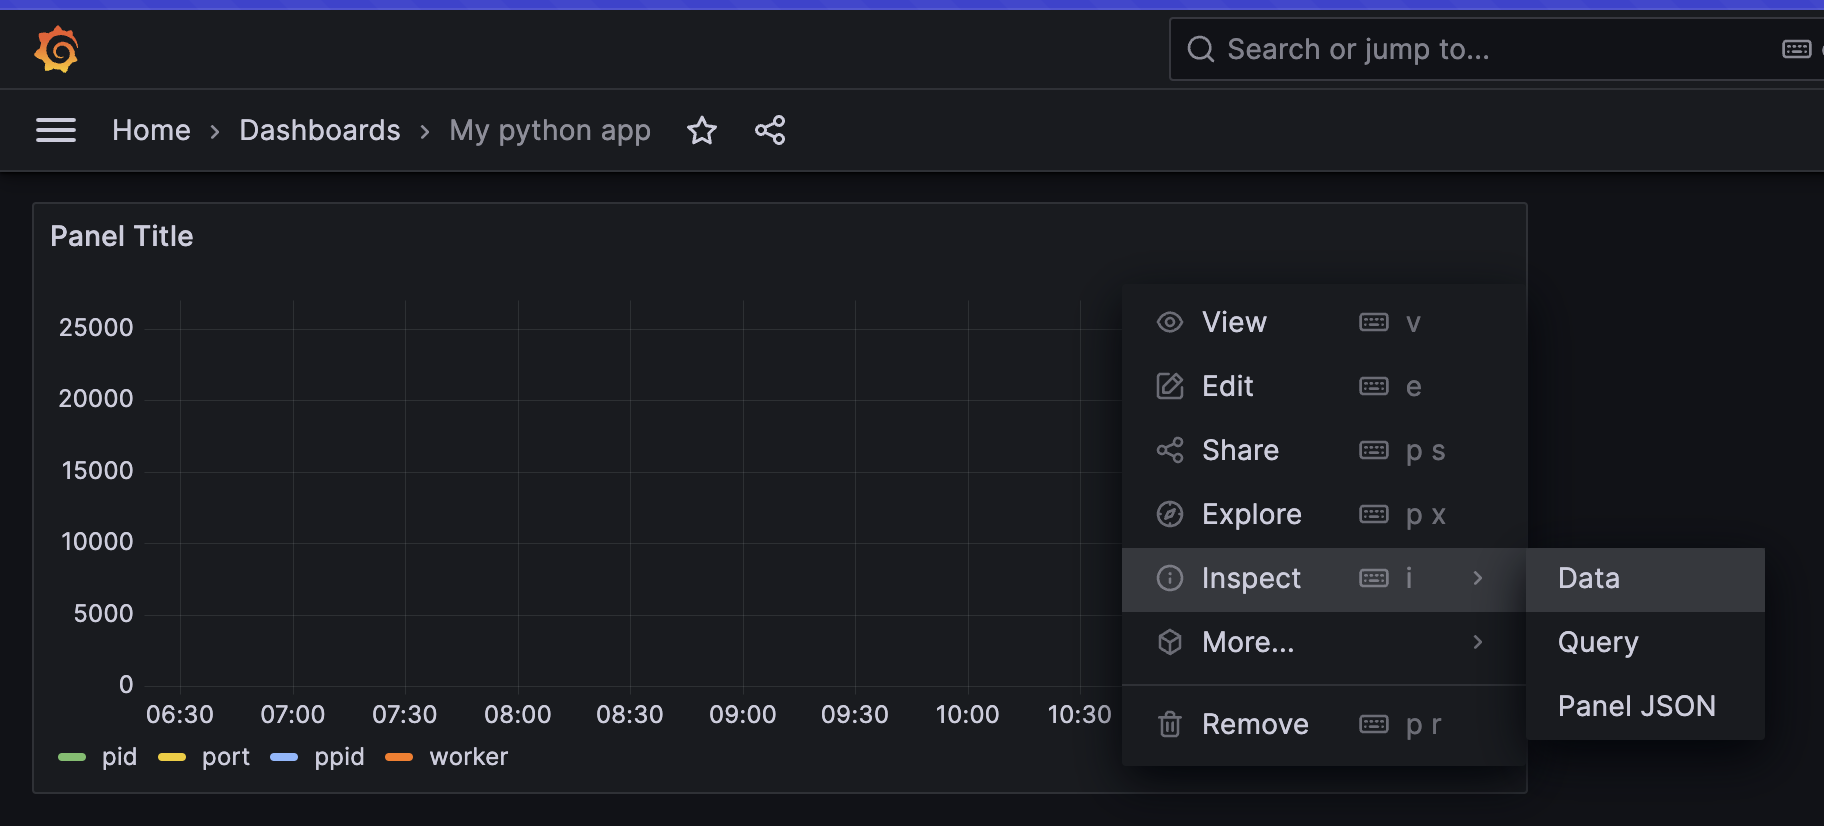 Search or jump to...
Home › Dashboards › My python app
Panel Title
25000
20000
15000
10000
5000
0
06:30 07:00 07:30 08:00 08:30 09:00 09:30 10:00 10:30
pid port ppid worker
View v
Edit e
Share p s
Explore p x
Inspect i ›
More... ›
Remove p r
Data
Query
Panel JSON